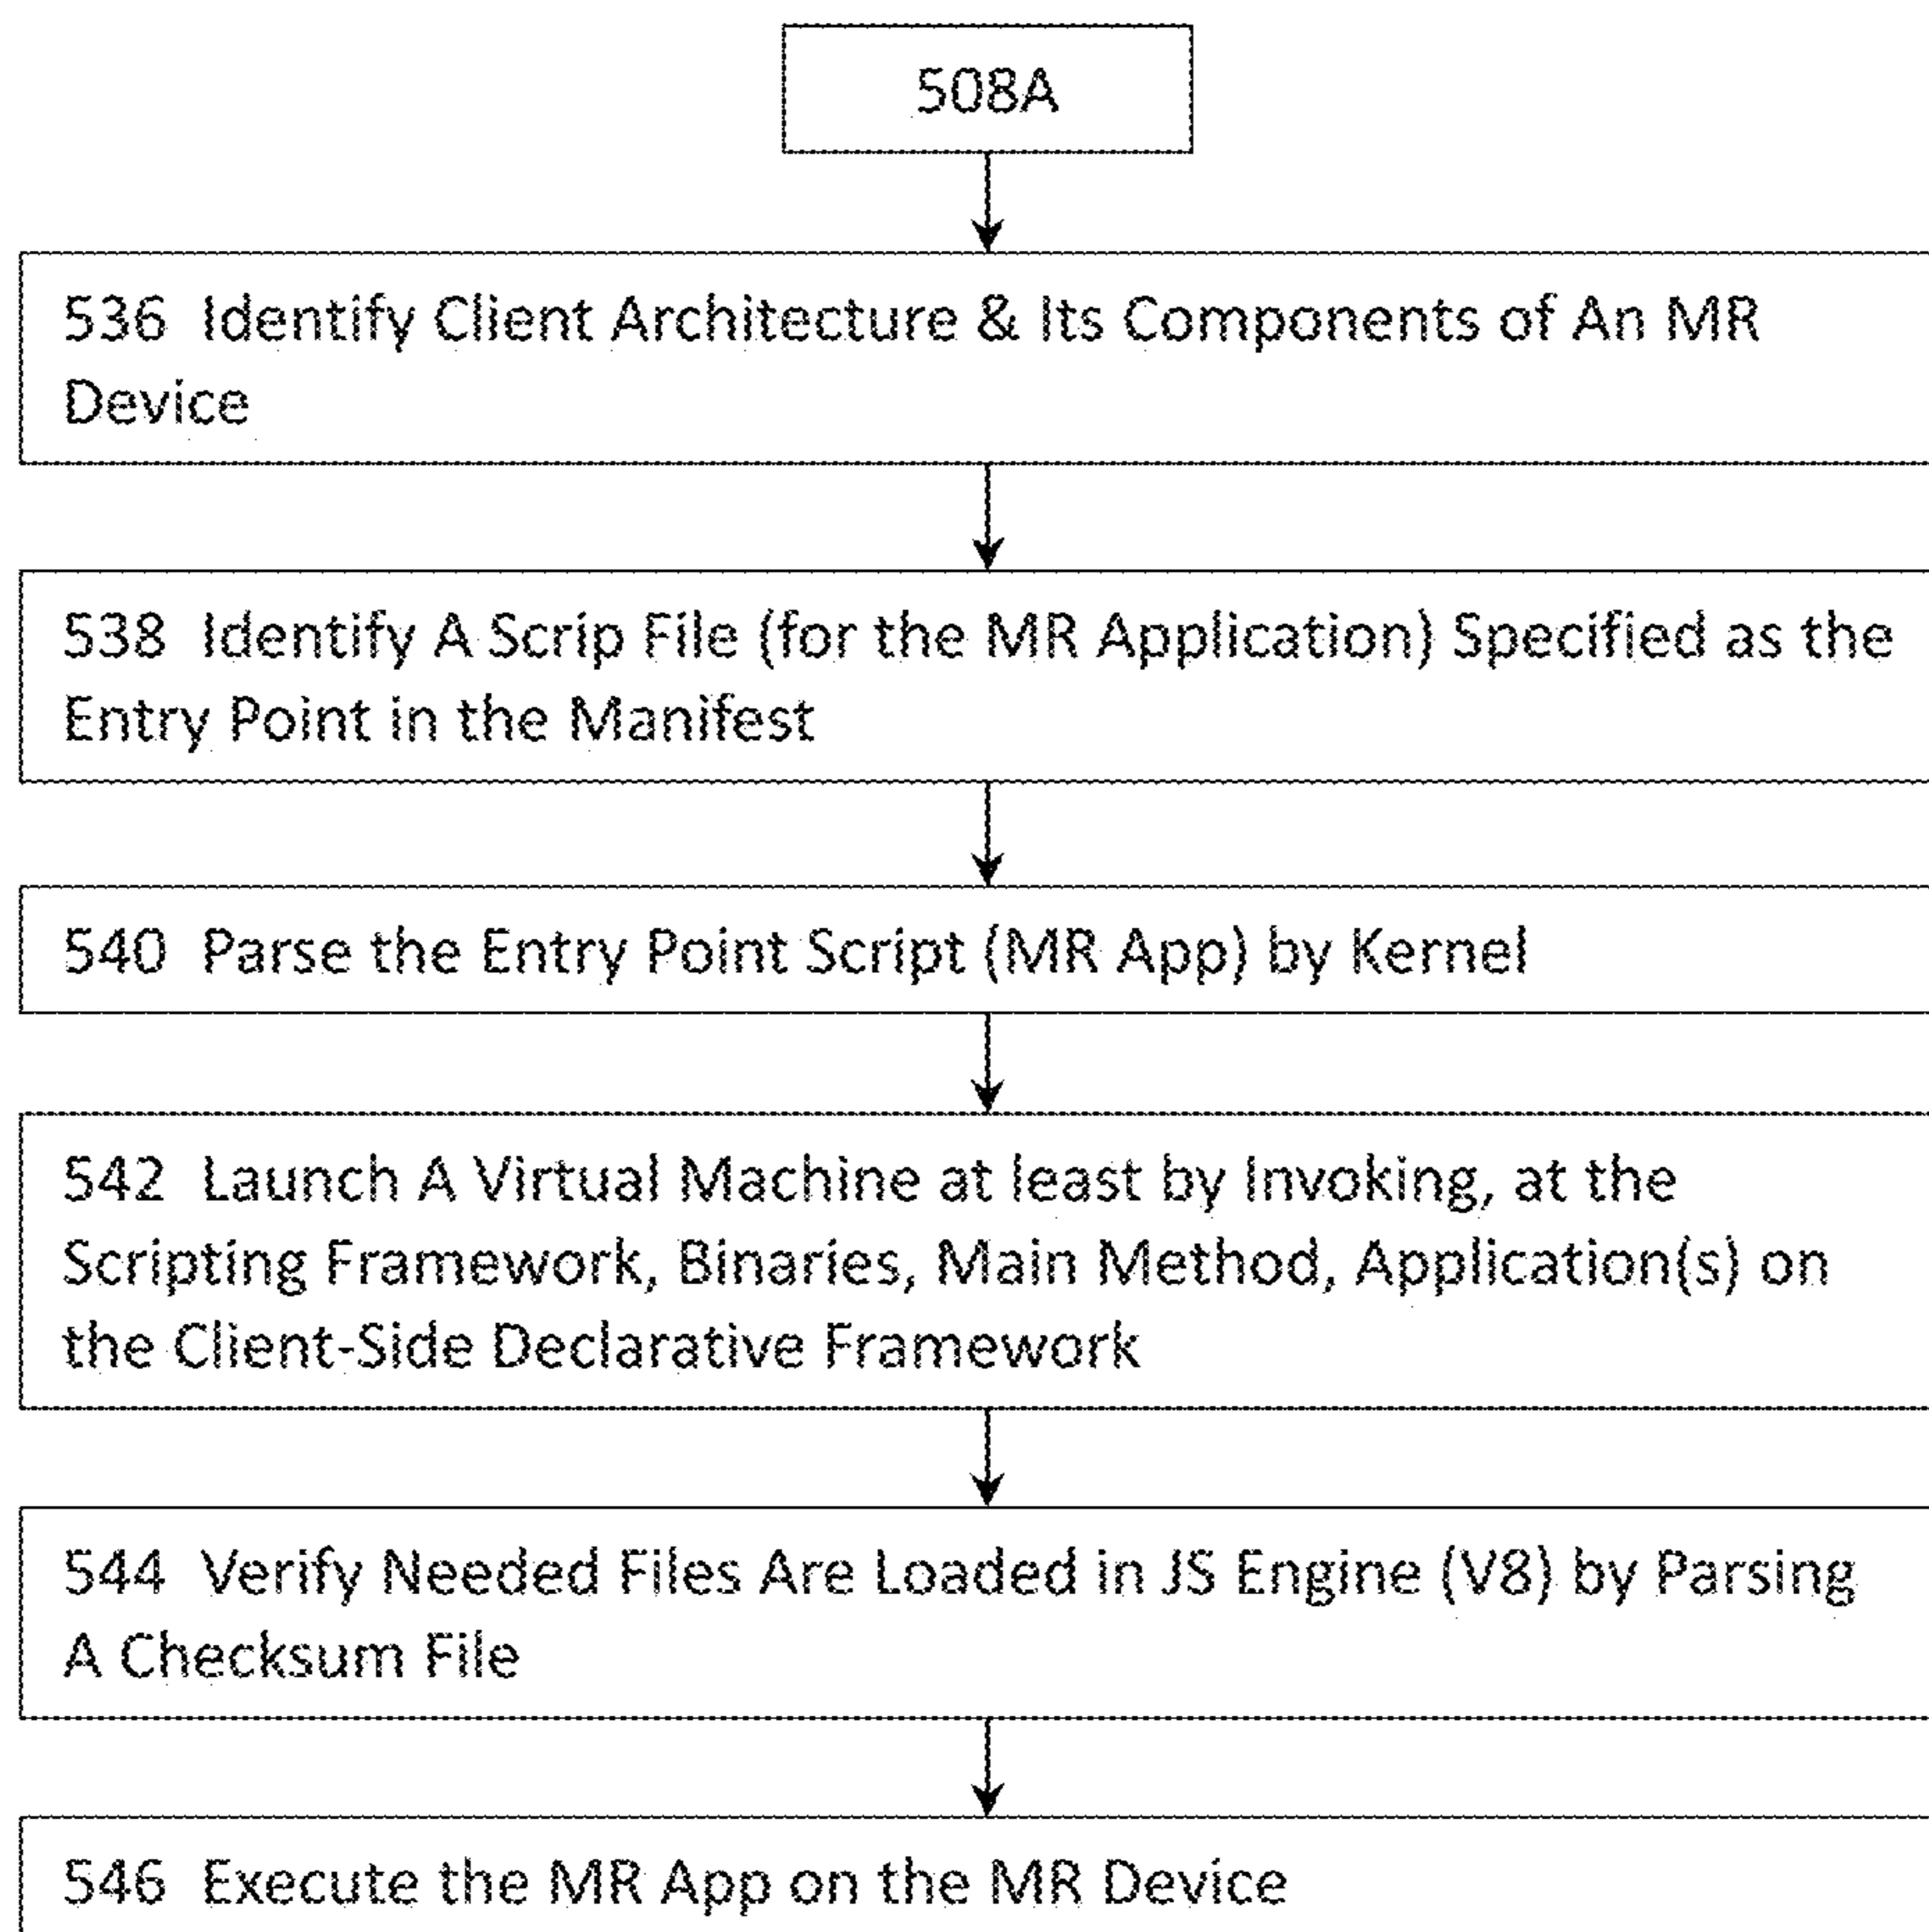 508A
536 Identify Client Architecture & Its Components of An MR
Device
538 Identify A Scrip File (for the MR Application) Specified as the
Entry Point in the Manifest
540 Parse the Entry Point Script (MR App) by Kernel
542 Launch A Virtual Machine at least by Invoking, at the
Scripting Framework, Binaries, Main Method, Application(s) on
the Client-Side Declarative Framework
544 Verify Needed Files Are Loaded in JS Engine (V8) by Parsing
A Checksum File
546 Execute the MR App on the MR Device